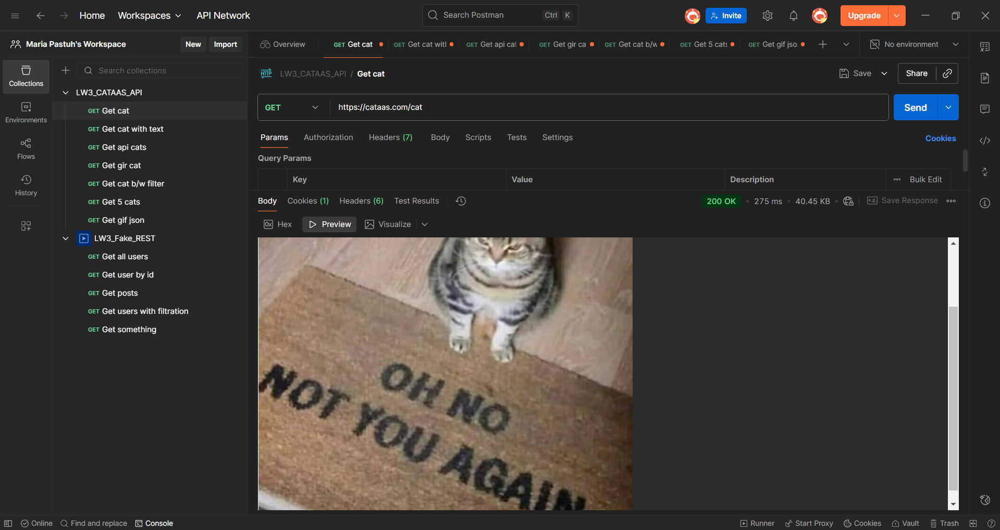 Home
Workspaces
API Network
Search Postman
Ctrl K
Invite
Upgrade
Maria Pastuh's Workspace
New
Import
Overview
GET Get cat
GET Get cat witl
GET Get api cat
GET Get gir ca
GET Get cat b/w
GET Get 5 cats
GET Get gif jso
No environment
Collections
Environments
Flows
History
Search collections
LW3_CATAAS_API
GET Get cat
GET Get cat with text
GET Get api cats
GET Get gir cat
GET Get cat b/w filter
GET Get 5 cats
GET Get gif json
LW3_Fake_REST
GET Get all users
GET Get user by id
GET Get posts
GET Get users with filtration
GET Get something
HTTP LW3_CATAAS_API / Get cat
Save
Share
GET
https://cataas.com/cat
Send
Params
Authorization
Headers (7)
Body
Scripts
Tests
Settings
Cookies
Query Params
Key
Value
Description
Bulk Edit
Body
Cookies (1)
Headers (6)
Test Results
200 OK
275 ms
40.45 KB
e.g. Save Response
0x Hex
Preview
Visualize
OH NO
NOT YOU AGAIN
Online
Find and replace
Console
Runner
Start Proxy
Cookies
Vault
Trash